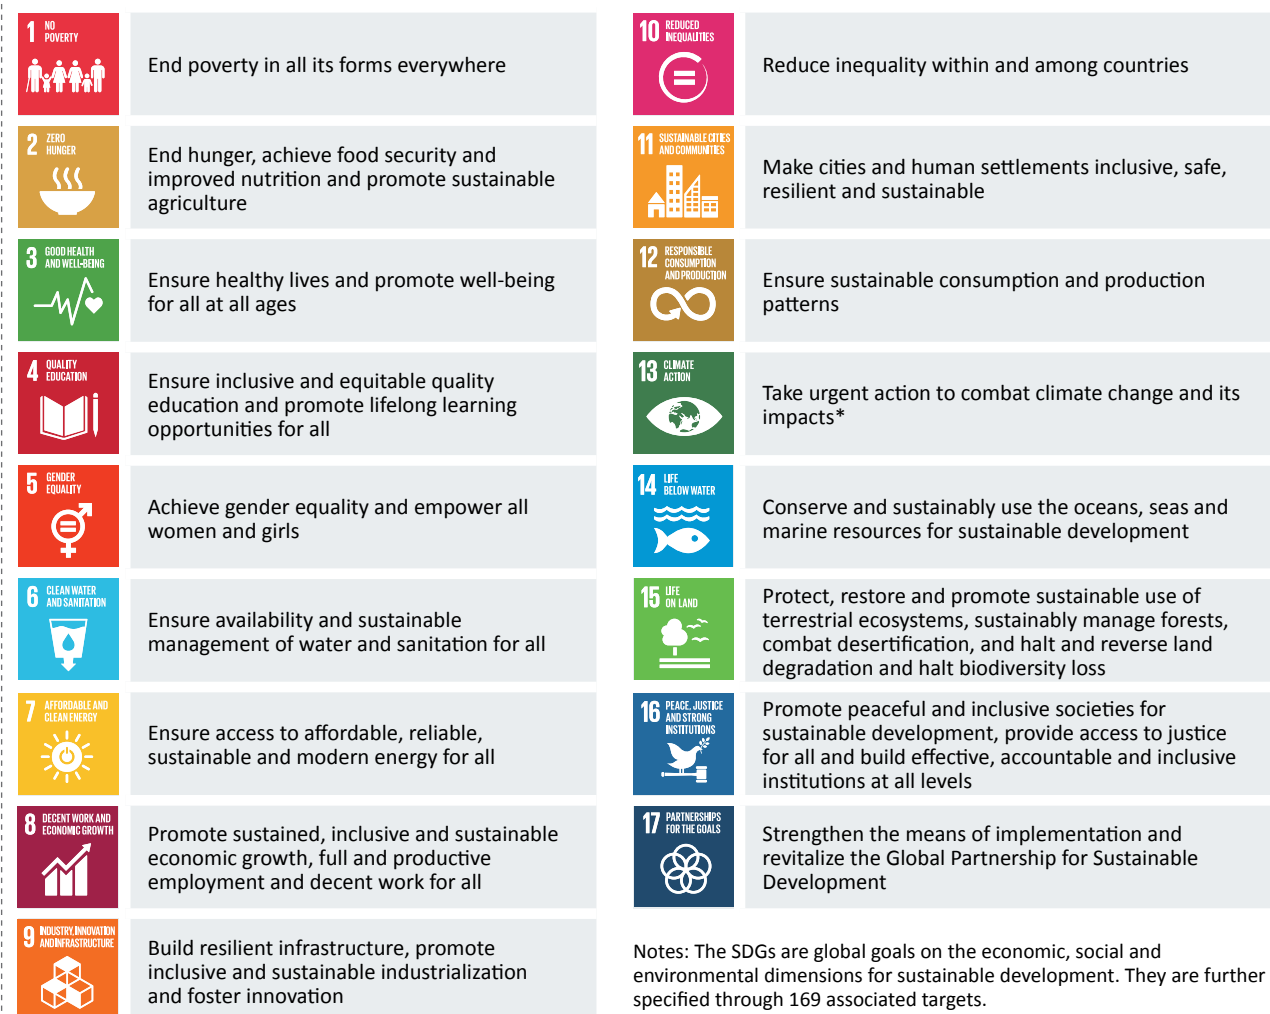 1 NO
POVERTY
End poverty in all its forms everywhere
2 ZERO
HUNGER
End hunger, achieve food security and
improved nutrition and promote sustainable
agriculture
3 GOOD HEALTH
AND WELL-BEING
Ensure healthy lives and promote well-being
for all at all ages
4 QUALITY
EDUCATION
Ensure inclusive and equitable quality
education and promote lifelong learning
opportunities for all
5 GENDER
EQUALITY
Achieve gender equality and empower all
women and girls
6 CLEAN WATER
AND SANITATION
Ensure availability and sustainable
management of water and sanitation for all
7 AFFORDABLE AND
CLEAN ENERGY
Ensure access to affordable, reliable,
sustainable and modern energy for all
8 DECENT WORK AND
ECONOMIC GROWTH
Promote sustained, inclusive and sustainable
economic growth, full and productive
employment and decent work for all
9 INDUSTRY, INNOVATION
AND INFRASTRUCTURE
Build resilient infrastructure, promote
inclusive and sustainable industrialization
and foster innovation
10 REDUCED
INEQUALITIES
Reduce inequality within and among countries
11 SUSTAINABLE CITIES
AND COMMUNITIES
Make cities and human settlements inclusive, safe,
resilient and sustainable
12 RESPONSIBLE
CONSUMPTION
AND PRODUCTION
Ensure sustainable consumption and production
patterns
13 CLIMATE
ACTION
Take urgent action to combat climate change and its
impacts*
14 LIFE
BELOW WATER
Conserve and sustainably use the oceans, seas and
marine resources for sustainable development
15 LIFE
ON LAND
Protect, restore and promote sustainable use of
terrestrial ecosystems, sustainably manage forests,
combat desertification, and halt and reverse land
degradation and halt biodiversity loss
16 PEACE, JUSTICE
AND STRONG
INSTITUTIONS
Promote peaceful and inclusive societies for
sustainable development, provide access to justice
for all and build effective, accountable and inclusive
institutions at all levels
17 PARTNERSHIPS
FOR THE GOALS
Strengthen the means of implementation and
revitalize the Global Partnership for Sustainable
Development
Notes: The SDGs are global goals on the economic, social and
environmental dimensions for sustainable development. They are further
specified through 169 associated targets.